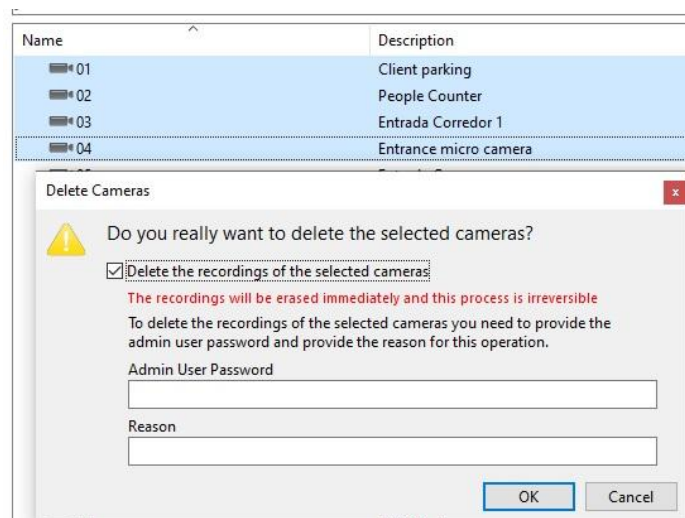 Name Description
01 Client parking
02 People Counter
03 Entrada Corredor 1
04 Entrance micro camera
Delete Cameras x
Do you really want to delete the selected cameras?
Delete the recordings of the selected cameras
The recordings will be erased immediately and this process is irreversible
To delete the recordings of the selected cameras you need to provide the
admin user password and provide the reason for this operation.
Admin User Password
Reason
OK Cancel